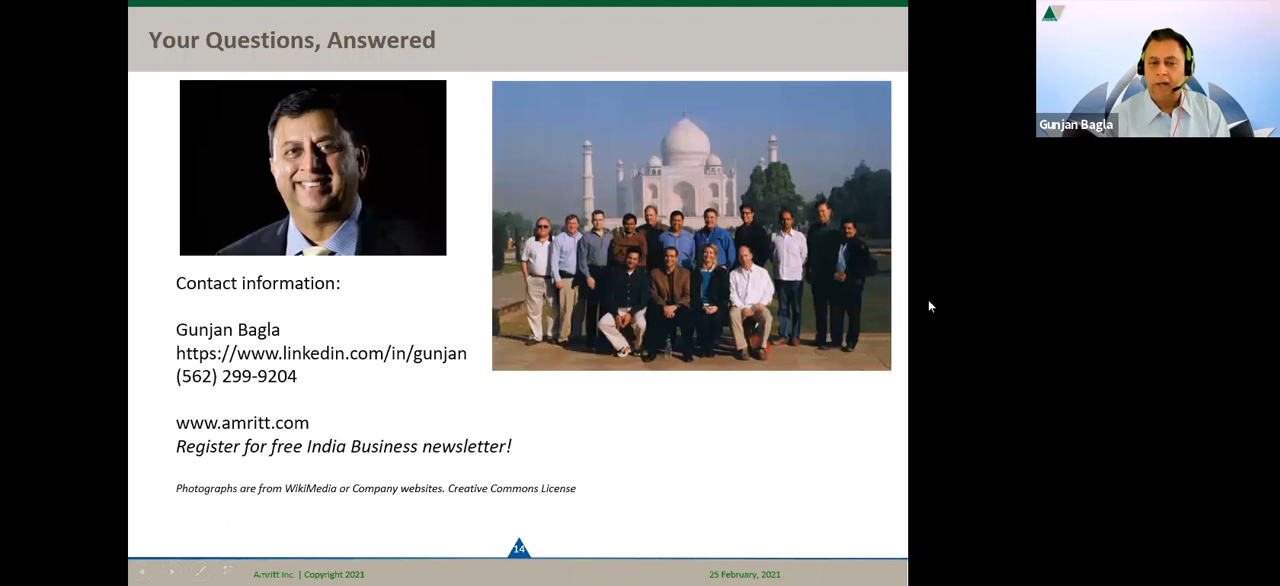 Your Questions, Answered
Gunjan Bagla
Contact information:
Gunjan Bagla
https://www.linkedin.com/in/gunjan
(562) 299-9204
www.amritt.com
Register for free India Business newsletter!
Photographs are from WikiMedia or Company websites. Creative Commons License
14
Amritt Inc. | Copyright 2021
25 February, 2021